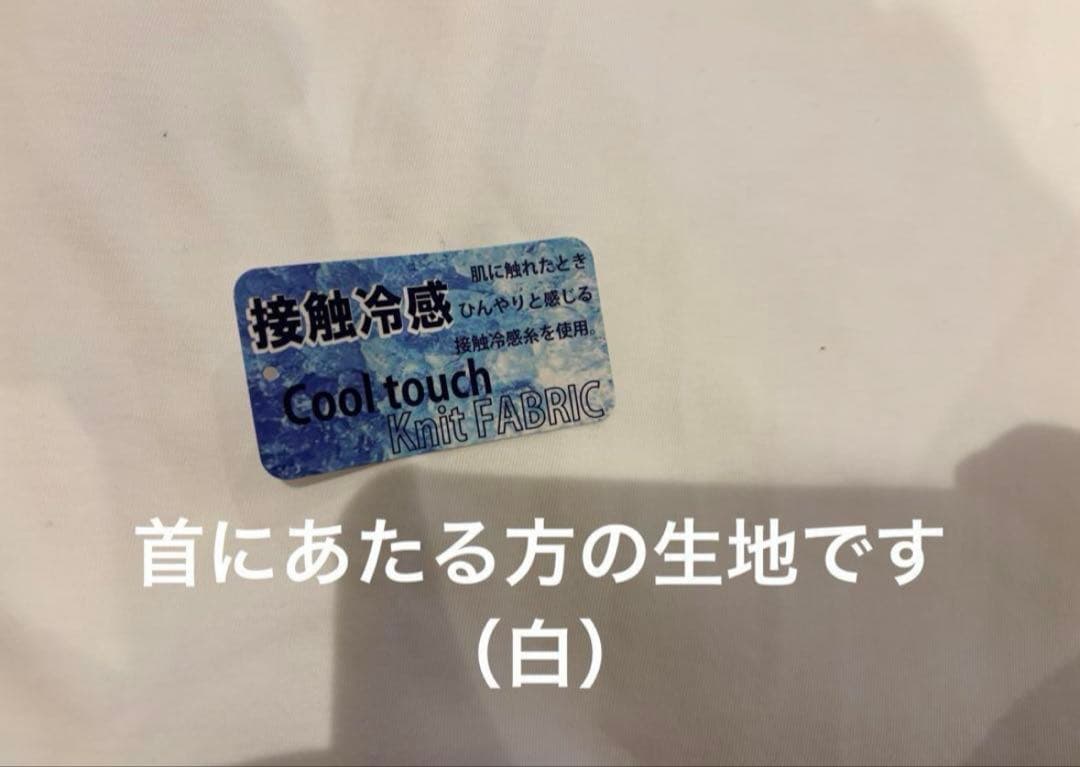 接触冷感
肌に触れたとき
ひんやりと感じる
接触冷感糸を使用。
Cool touch
Knit FABRIC
首にあたる方の生地です
（白）